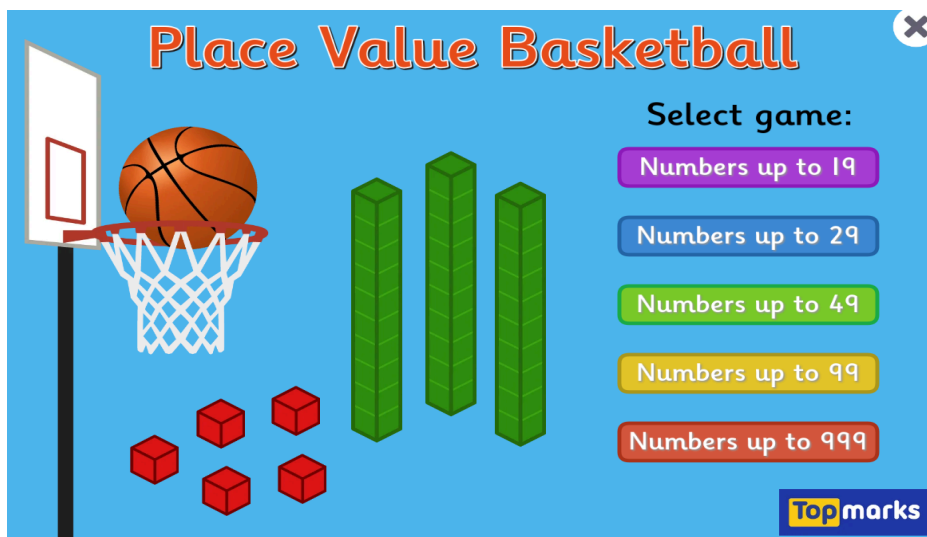 Place Value Basketball
Select game:
Numbers up to 19
Numbers up to 29
Numbers up to 49
Numbers up to 99
Numbers up to 999
Topmarks